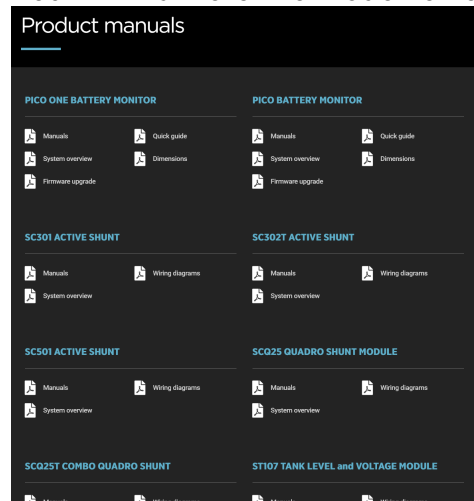 Product manuals
PICO ONE BATTERY MONITOR
Manuals
Quick guide
System overview
Dimensions
Firmware upgrade
PICO BATTERY MONITOR
Manuals
Quick guide
System overview
Dimensions
Firmware upgrade
SC301 ACTIVE SHUNT
Manuals
Wiring diagrams
System overview
SC302T ACTIVE SHUNT
Manuals
Wiring diagrams
System overview
SC501 ACTIVE SHUNT
Manuals
Wiring diagrams
System overview
SCQ25 QUADRO SHUNT MODULE
Manuals
Wiring diagrams
System overview
SCQ25T COMBO QUADRO SHUNT
ST107 TANK LEVEL and VOLTAGE MODULE